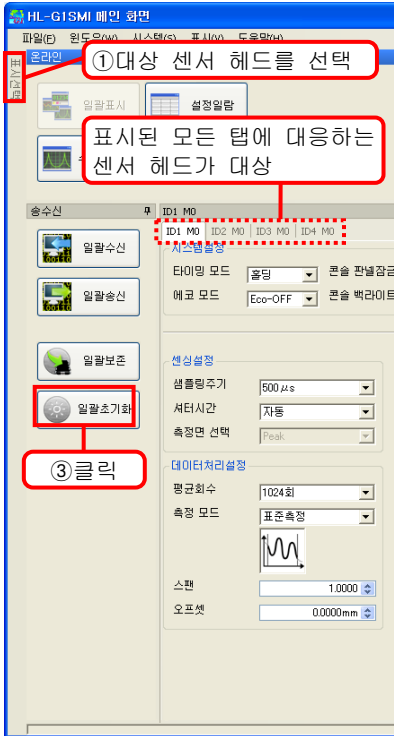 HL-G1SMI 메인 화면
파일(F) 윈도우(W) 시스템(S) 표시(V) 도움말(H)
온라인
표시선택
①대상 센서 헤드를 선택
일괄표시 설정일람
표시된 모든 탭에 대응하는
센서 헤드가 대상
송수신
ID1 M0
ID1 M0 ID2 M0 ID3 M0 ID4 M0
일괄수신
일괄송신
일괄보존
일괄초기화
③클릭
시스템설정
타이밍 모드 홀딩 콘솔 판넬잠금
에코 모드 Eco-OFF 콘솔 백라이트
센싱설정
샘플링주기 500㎲
셔터시간 자동
측정면 선택 Peak
데이터처리설정
평균회수 1024회
측정 모드 표준측정
스팬 1.0000
오프셋 0.0000mm